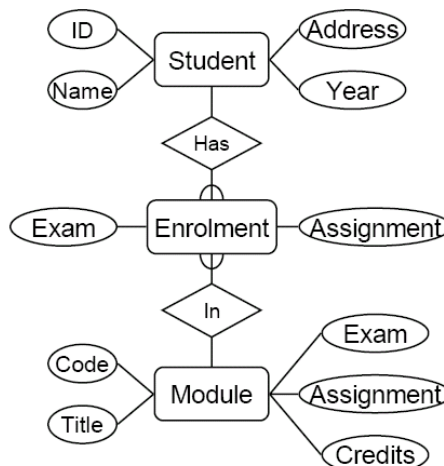 ID
Address
Student
Name
Year
Has
Exam
Enrolment
Assignment
In
Exam
Code
Module
Assignment
Title
Credits